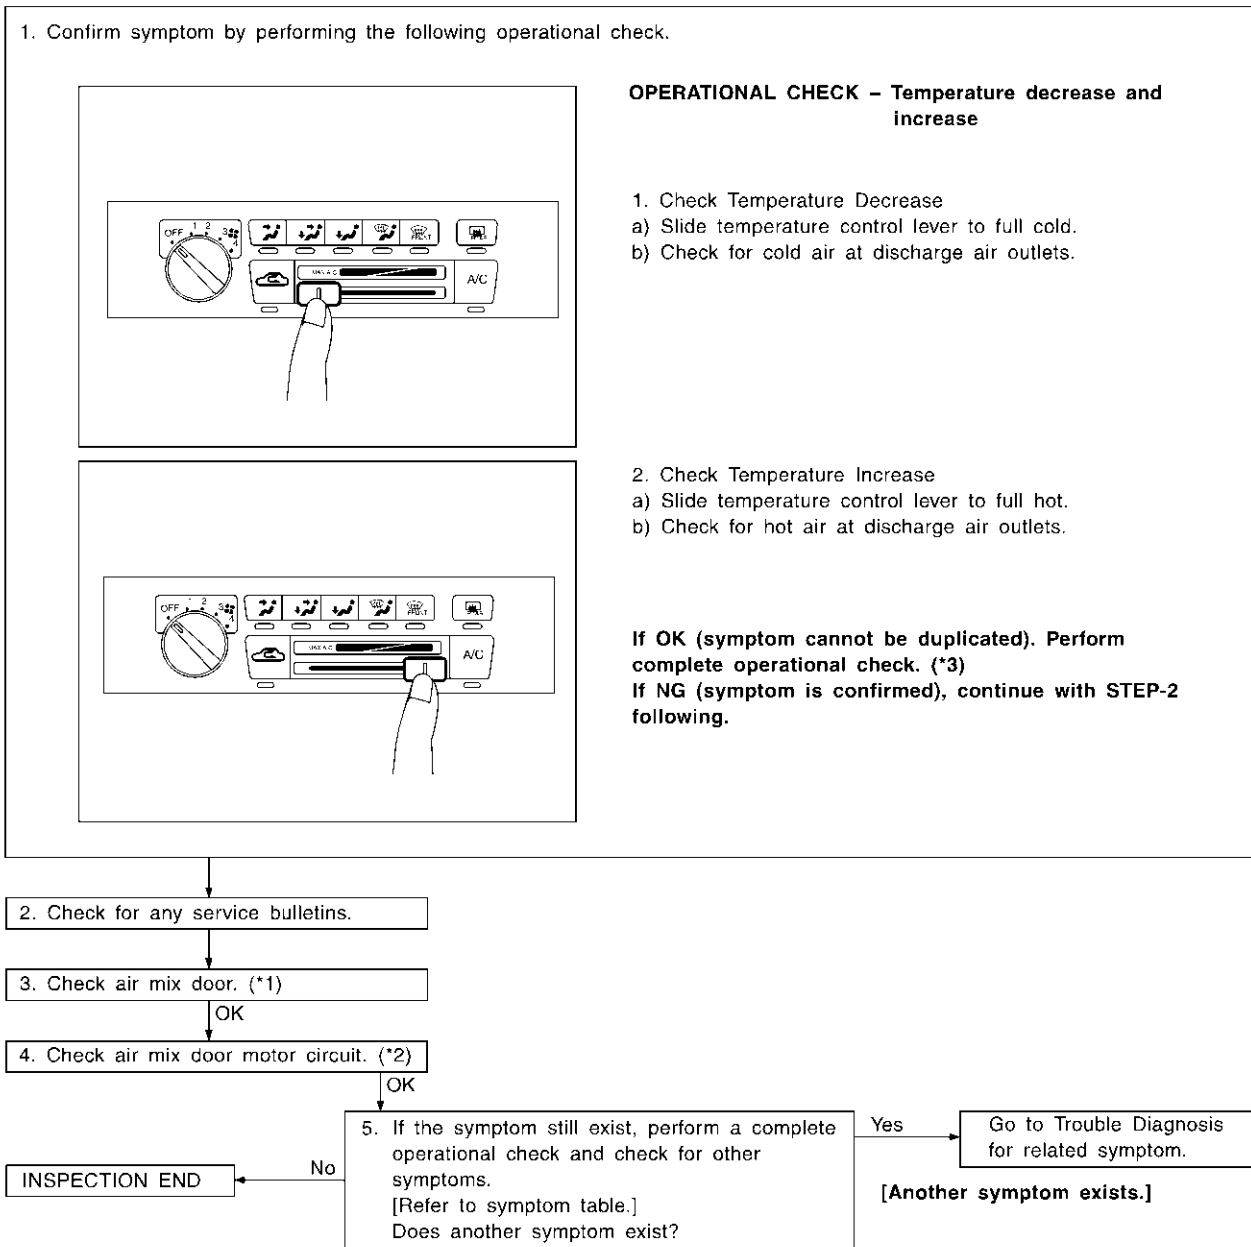 1. Confirm symptom by performing the following operational check.
OPERATIONAL CHECK – Temperature decrease and
increase
OFF 1 2 3 4
MAX A/C
A/C
1. Check Temperature Decrease
a) Slide temperature control lever to full cold.
b) Check for cold air at discharge air outlets.
2. Check Temperature Increase
a) Slide temperature control lever to full hot.
b) Check for hot air at discharge air outlets.
OFF 2 3 4
MAX A/C
A/C
If OK (symptom cannot be duplicated). Perform
complete operational check. (*3)
If NG (symptom is confirmed), continue with STEP-2
following.
2. Check for any service bulletins.
3. Check air mix door. (*1)
OK
4. Check air mix door motor circuit. (*2)
OK
5. If the symptom still exist, perform a complete
operational check and check for other
symptoms.
[Refer to symptom table.]
Does another symptom exist?
Yes
Go to Trouble Diagnosis
for related symptom.
[Another symptom exists.]
No
INSPECTION END